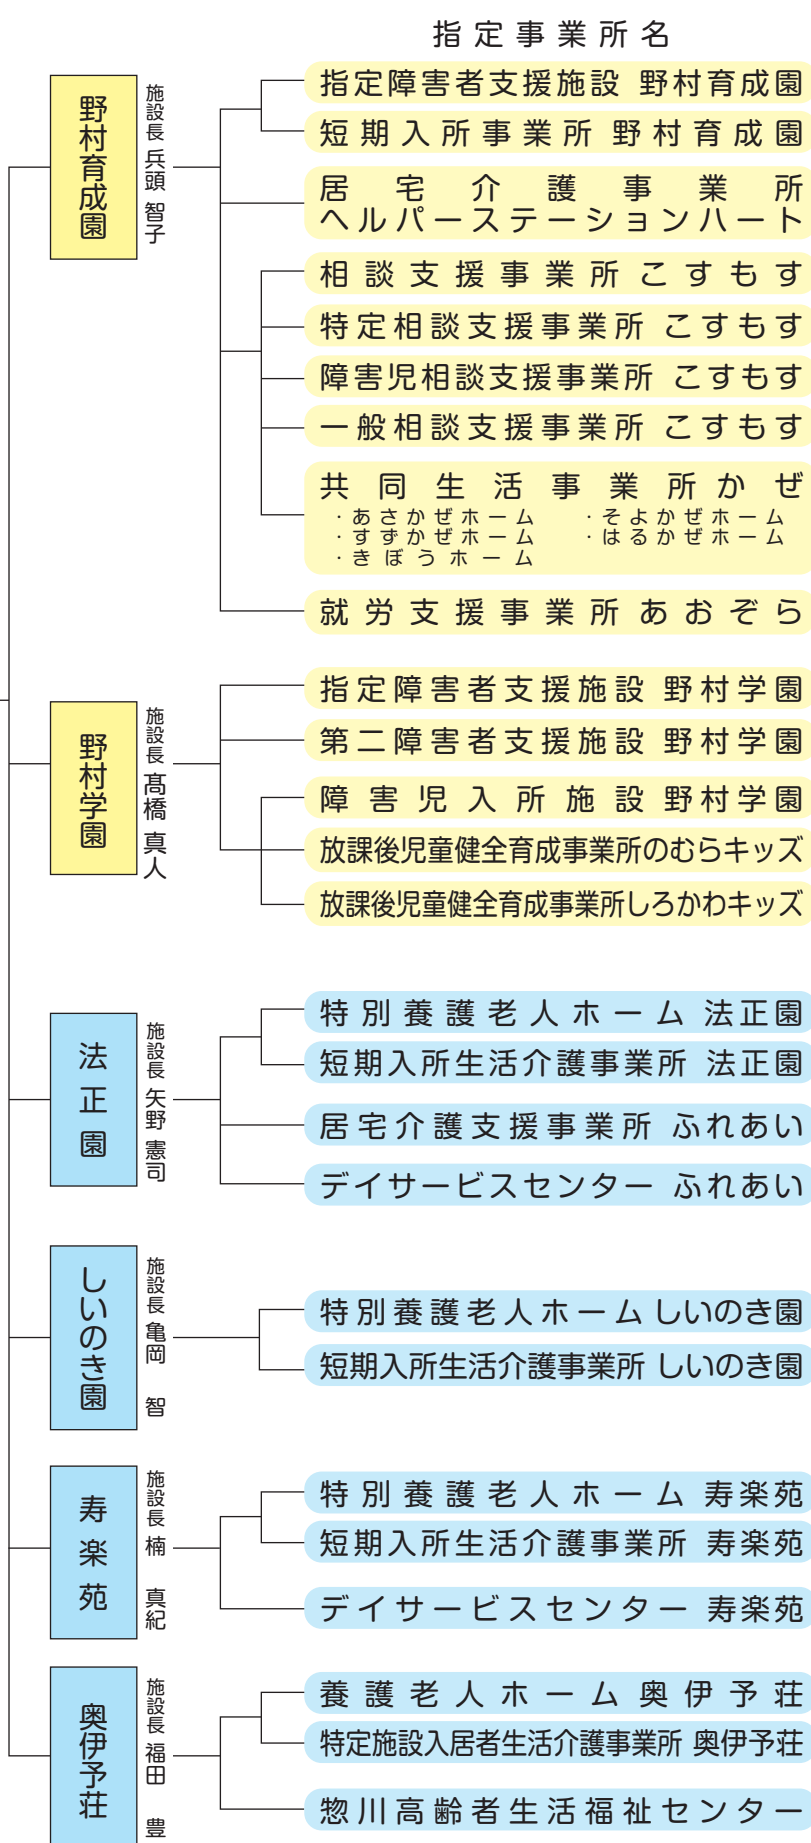 指定事業所名
野村育成園
施設長 兵頭 智子
指定障害者支援施設 野村育成園
短期入所事業所 野村育成園
居宅介護事業所
ヘルパーステーションハート
相談支援事業所こすもす
特定相談支援事業所 こすもす
障害児相談支援事業所 こすもす
一般相談支援事業所 こすもす
共同生活事業所かぜ
・あさかぜホーム ・そよかぜホーム
・すずかぜホーム ・はるかぜホーム
・きぼうホーム
就労支援事業所あおぞら
野村学園
施設長 髙橋 真人
指定障害者支援施設 野村学園
第二障害者支援施設 野村学園
障害児入所施設野村学園
放課後児童健全育成事業所のむらキッズ
放課後児童健全育成事業所しろかわキッズ
法正園
施設長 矢野 憲司
特別養護老人ホーム 法正園
短期入所生活介護事業所 法正園
居宅介護支援事業所 ふれあい
デイサービスセンター ふれあい
しいのき園
施設長 亀岡 智
特別養護老人ホーム しいのき園
短期入所生活介護事業所 しいのき園
寿楽苑
施設長 楠 真紀
特別養護老人ホーム 寿楽苑
短期入所生活介護事業所 寿楽苑
デイサービスセンター 寿楽苑
奥伊予荘
施設長 福田 豊
養護老人ホーム奥伊予荘
特定施設入居者生活介護事業所 奥伊予荘
惣川高齢者生活福祉センター